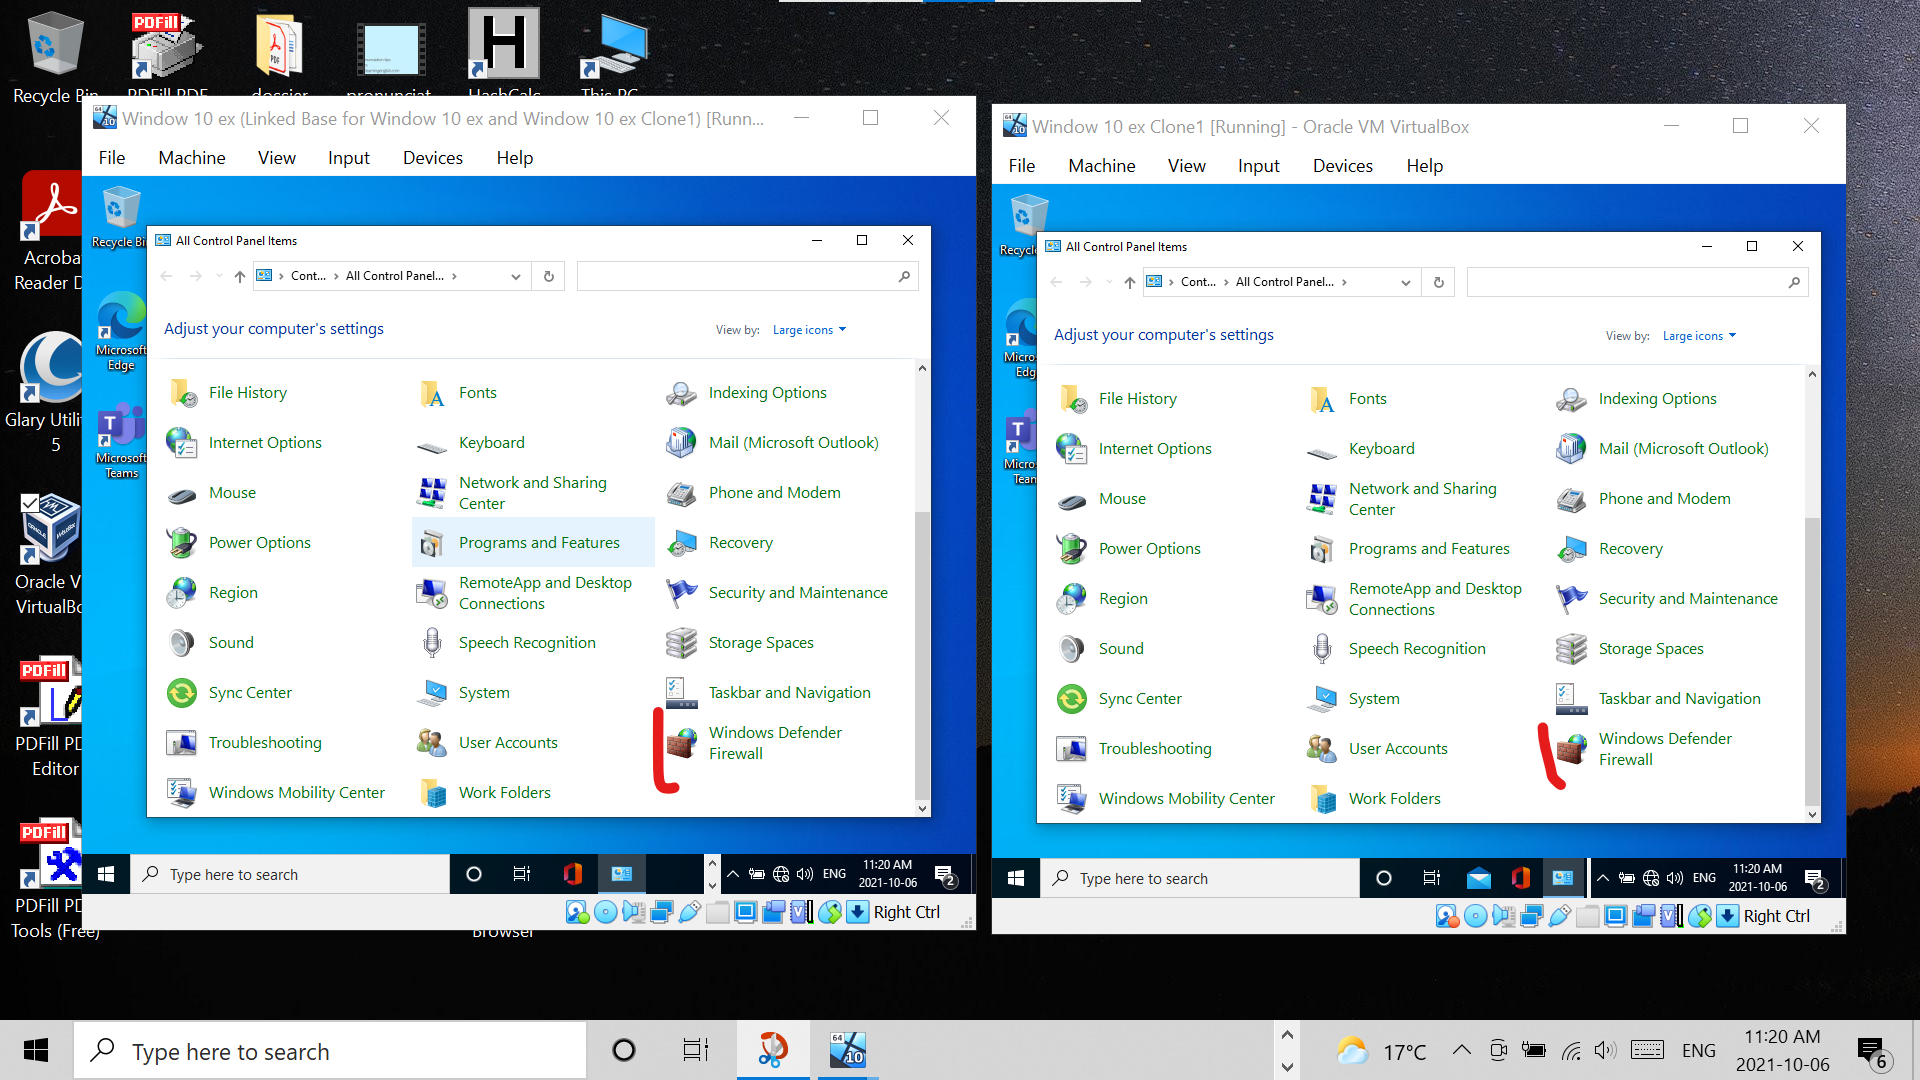 Recycle Bin
PDFill PDF
dossier
pronunciat
HashCalc
This PC
Acroba
Reader D
Glary Utili
5
Oracle V
VirtualBo
PDFill PD
Editor
PDFill PD
Tools (Free)
Browser
Window 10 ex (Linked Base for Window 10 ex and Window 10 ex Clone1) [Runn...
File Machine View Input Devices Help
Recycle Bi
Microsoft
Edge
Microsoft
Teams
All Control Panel Items
Cont... All Control Panel...
Adjust your computer's settings
View by: Large icons
File History Fonts Indexing Options
Internet Options Keyboard Mail (Microsoft Outlook)
Mouse Network and Sharing Center Phone and Modem
Power Options Programs and Features Recovery
Region RemoteApp and Desktop Connections Security and Maintenance
Sound Speech Recognition Storage Spaces
Sync Center System Taskbar and Navigation
Troubleshooting User Accounts Windows Defender Firewall
Windows Mobility Center Work Folders
Type here to search
ENG
11:20 AM
2021-10-06
2
Right Ctrl
Window 10 ex Clone1 [Running] - Oracle VM VirtualBox
File Machine View Input Devices Help
Recycl
Micros
Edg
Micros
Team
All Control Panel Items
Cont... All Control Panel...
Adjust your computer's settings
View by: Large icons
File History Fonts Indexing Options
Internet Options Keyboard Mail (Microsoft Outlook)
Mouse Network and Sharing Center Phone and Modem
Power Options Programs and Features Recovery
Region RemoteApp and Desktop Connections Security and Maintenance
Sound Speech Recognition Storage Spaces
Sync Center System Taskbar and Navigation
Troubleshooting User Accounts Windows Defender Firewall
Windows Mobility Center Work Folders
Type here to search
ENG
11:20 AM
2021-10-06
2
Right Ctrl
Type here to search
17°C
ENG
11:20 AM
2021-10-06
6